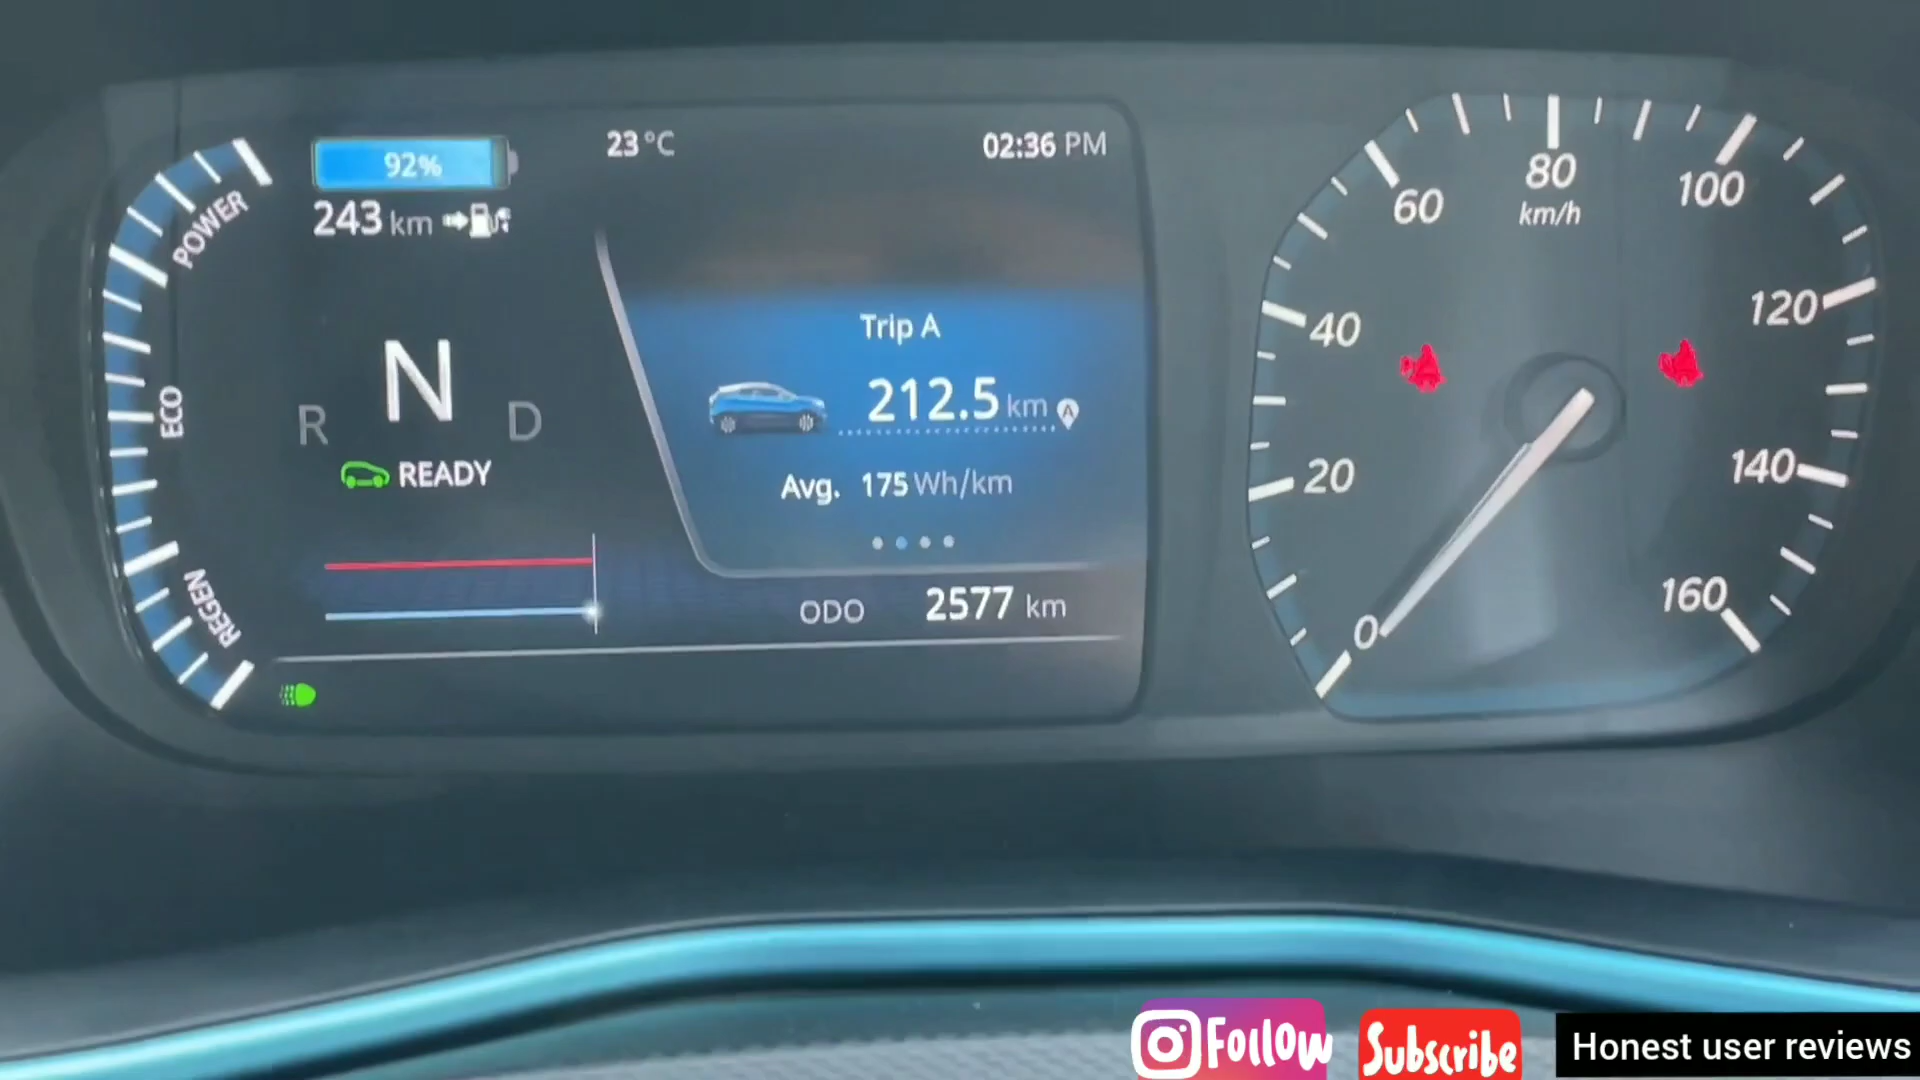 92%
23 °C
02:36 PM
243 km
POWER
ECO
REGEN
R N D
READY
Trip A
212.5 km A
Avg. 175 Wh/km
ODO 2577 km
0
20
40
60
80
100
120
140
160
km/h
Follow
Subscribe
Honest user reviews